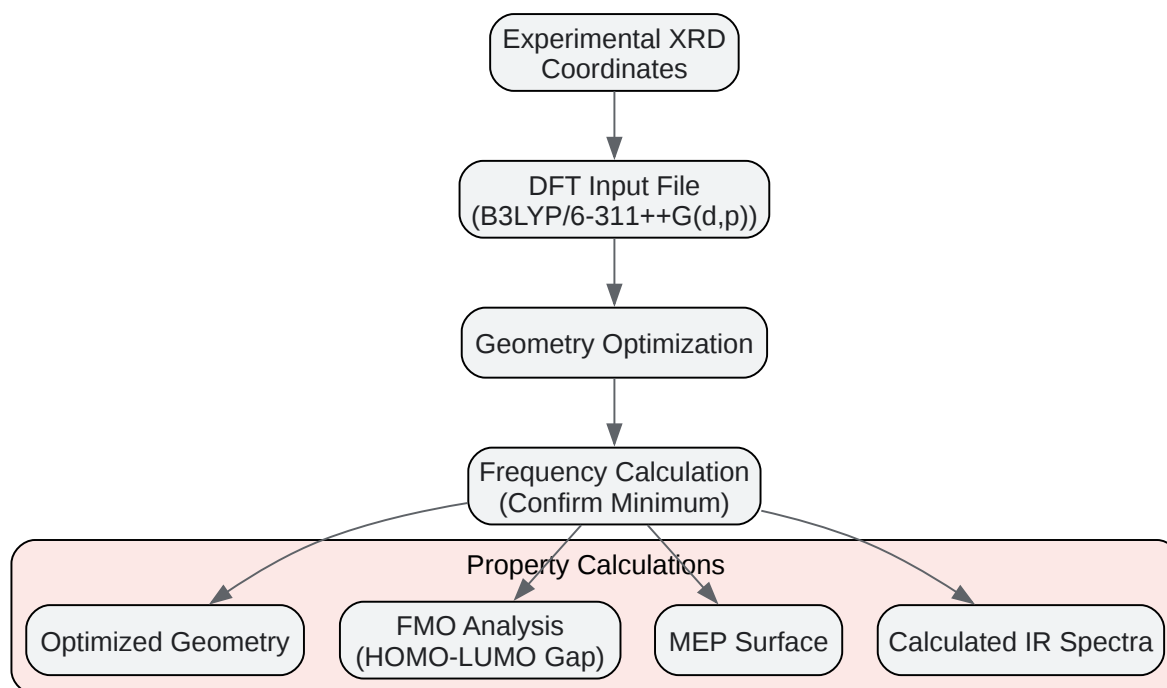 Experimental XRD
Coordinates
DFT Input File
(B3LYP/6-311++G(d,p))
Geometry Optimization
Frequency Calculation
(Confirm Minimum)
Property Calculations
Optimized Geometry
FMO Analysis
(HOMO-LUMO Gap)
MEP Surface
Calculated IR Spectra